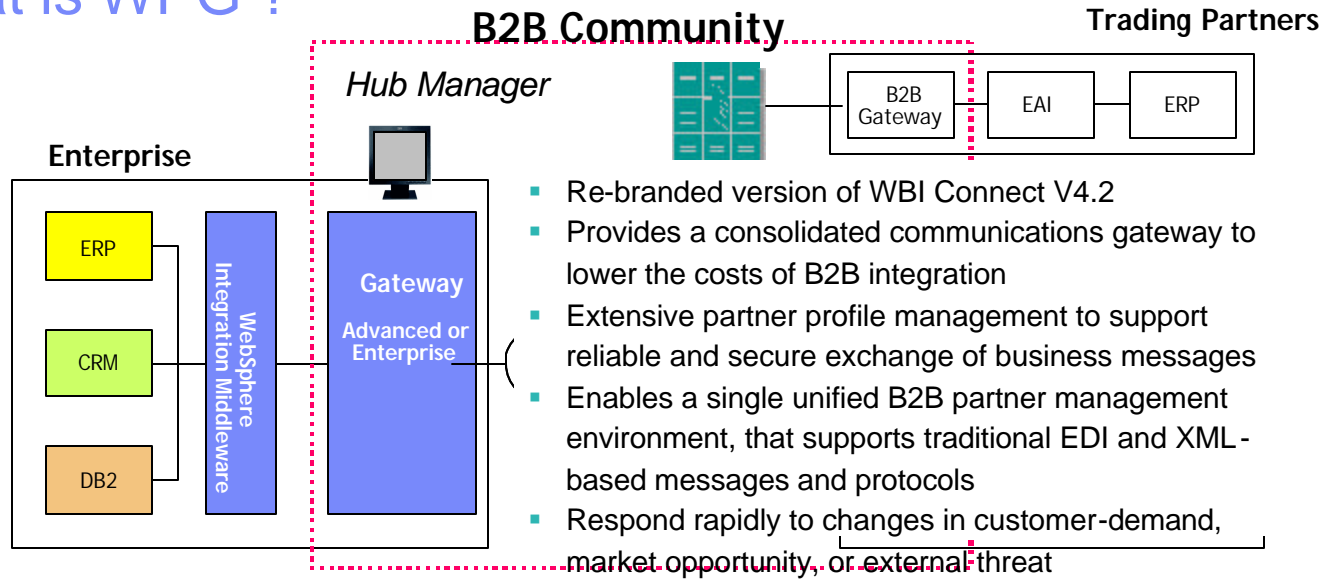 at is WPG ?
B2B Community
Trading Partners
Hub Manager
B2B
Gateway
EAI
ERP
Enterprise
ERP
CRM
DB2
WebSphere
Integration Middleware
Gateway
Advanced or
Enterprise
▪ Re-branded version of WBI Connect V4.2
▪ Provides a consolidated communications gateway to
lower the costs of B2B integration
▪ Extensive partner profile management to support
reliable and secure exchange of business messages
▪ Enables a single unified B2B partner management
environment, that supports traditional EDI and XML-
based messages and protocols
▪ Respond rapidly to changes in customer-demand,
market opportunity, or external threat